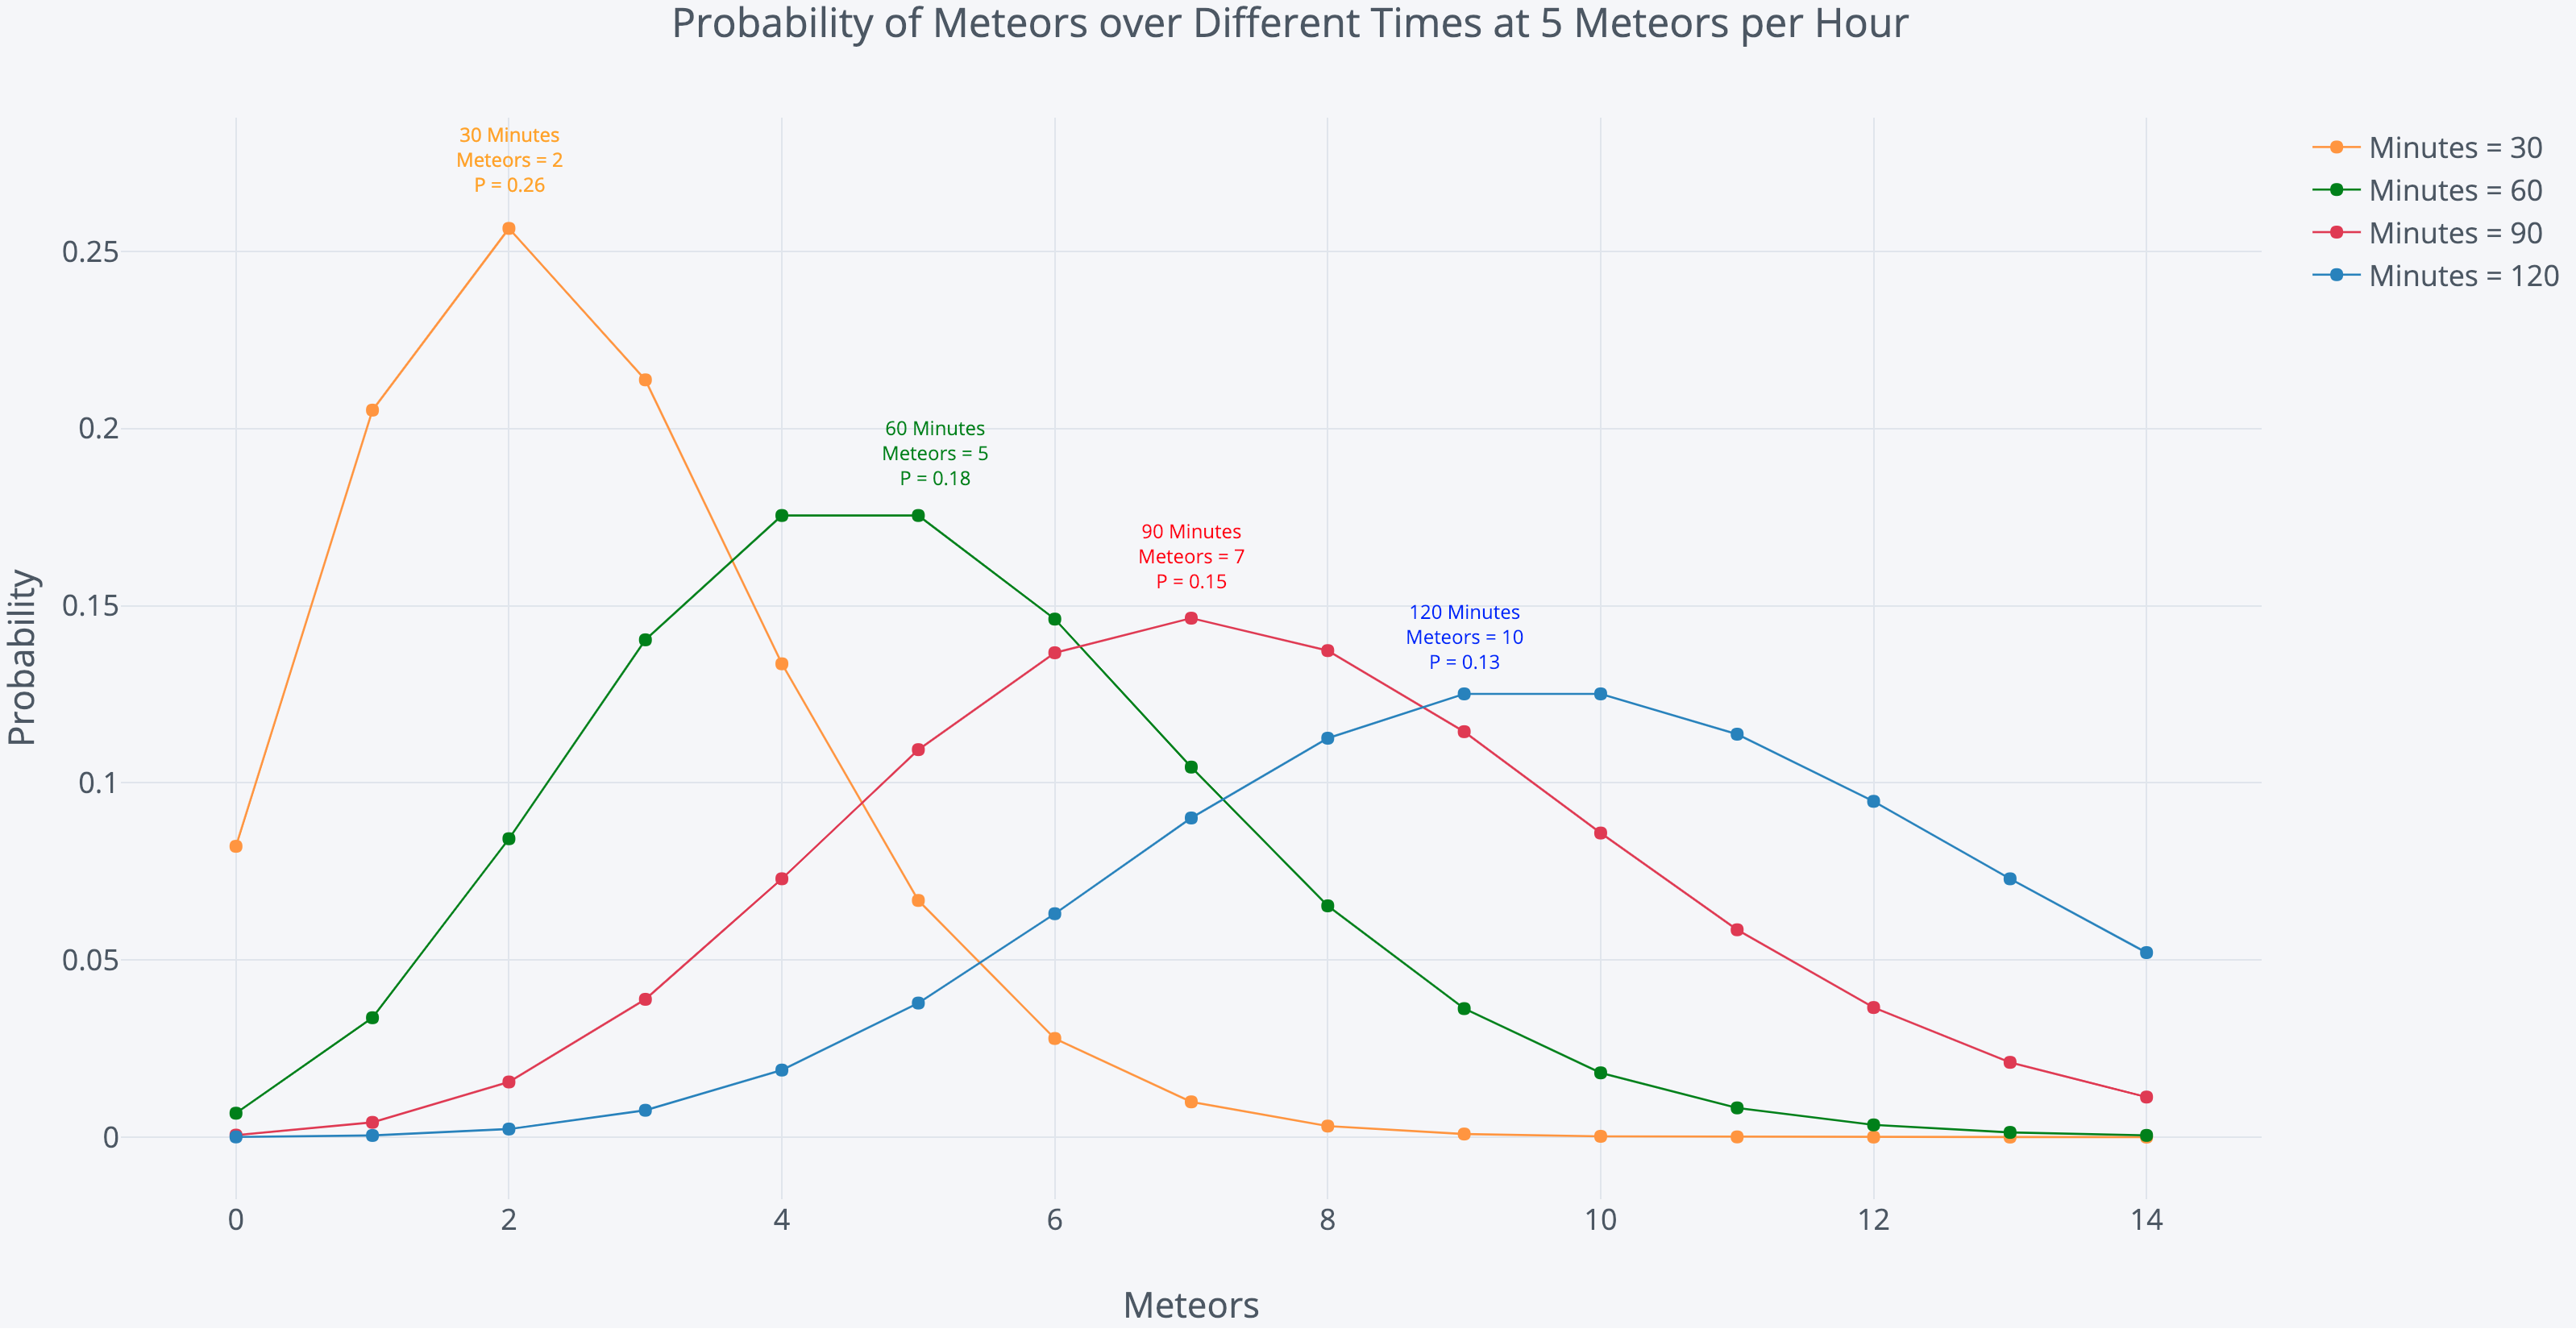 Probability of Meteors over Different Times at 5 Meteors per Hour
30 Minutes
Meteors = 2
P = 0.26
60 Minutes
Meteors = 5
P = 0.18
90 Minutes
Meteors = 7
P = 0.15
120 Minutes
Meteors = 10
P = 0.13
Minutes = 30
Minutes = 60
Minutes = 90
Minutes = 120
Probability
0.25
0.2
0.15
0.1
0.05
0
0 2 4 6 8 10 12 14
Meteors